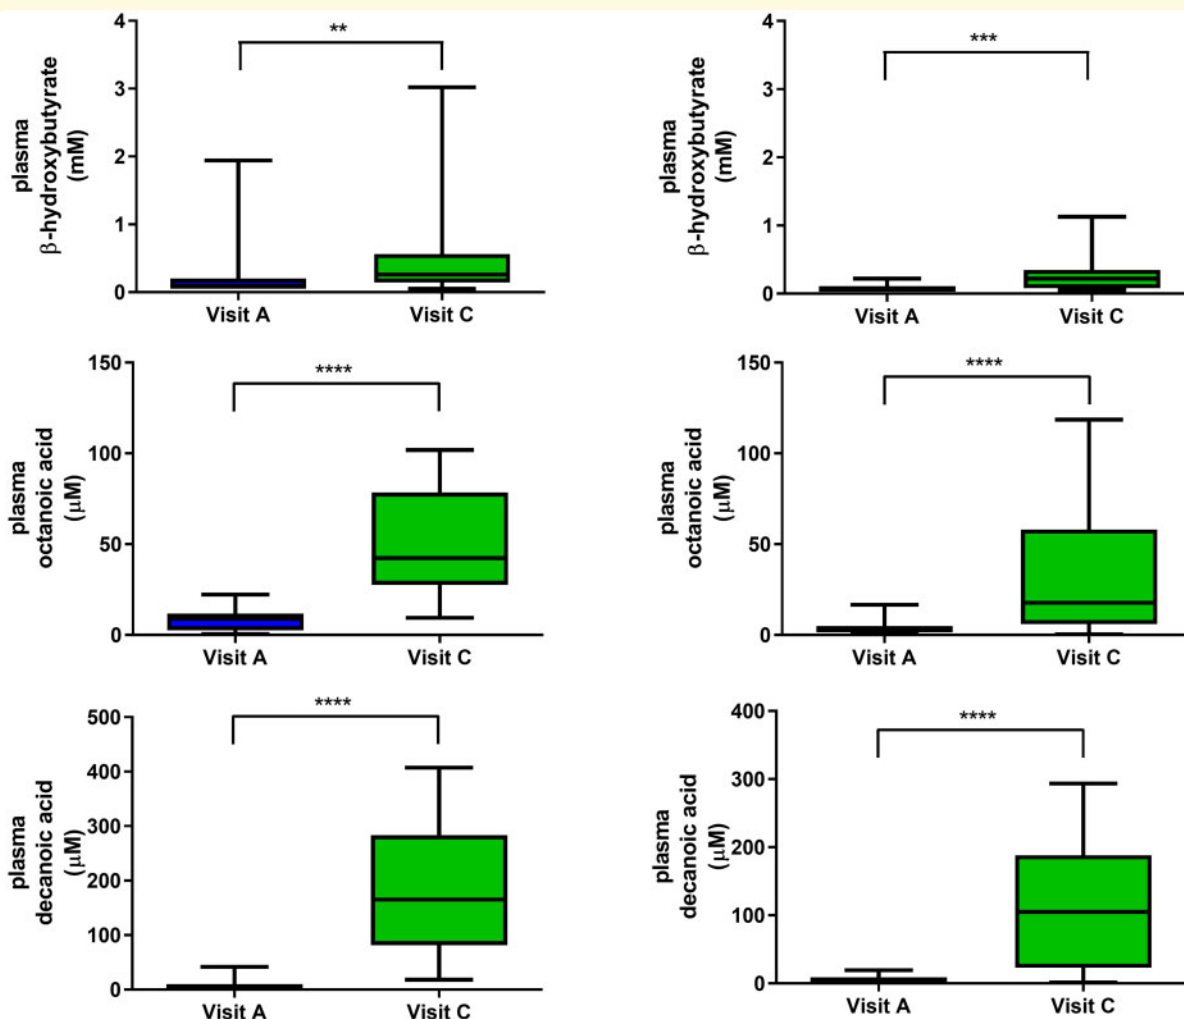 plasma
β-hydroxybutyrate
(mM)
4
3
2
1
0
**
Visit A
Visit C
plasma
β-hydroxybutyrate
(mM)
4
3
2
1
0
***
Visit A
Visit C
plasma
octanoic acid
(μM)
150
100
50
0
****
Visit A
Visit C
plasma
octanoic acid
(μM)
150
100
50
0
****
Visit A
Visit C
plasma
decanoic acid
(μM)
500
400
300
200
100
0
****
Visit A
Visit C
plasma
decanoic acid
(μM)
400
300
200
100
0
****
Visit A
Visit C